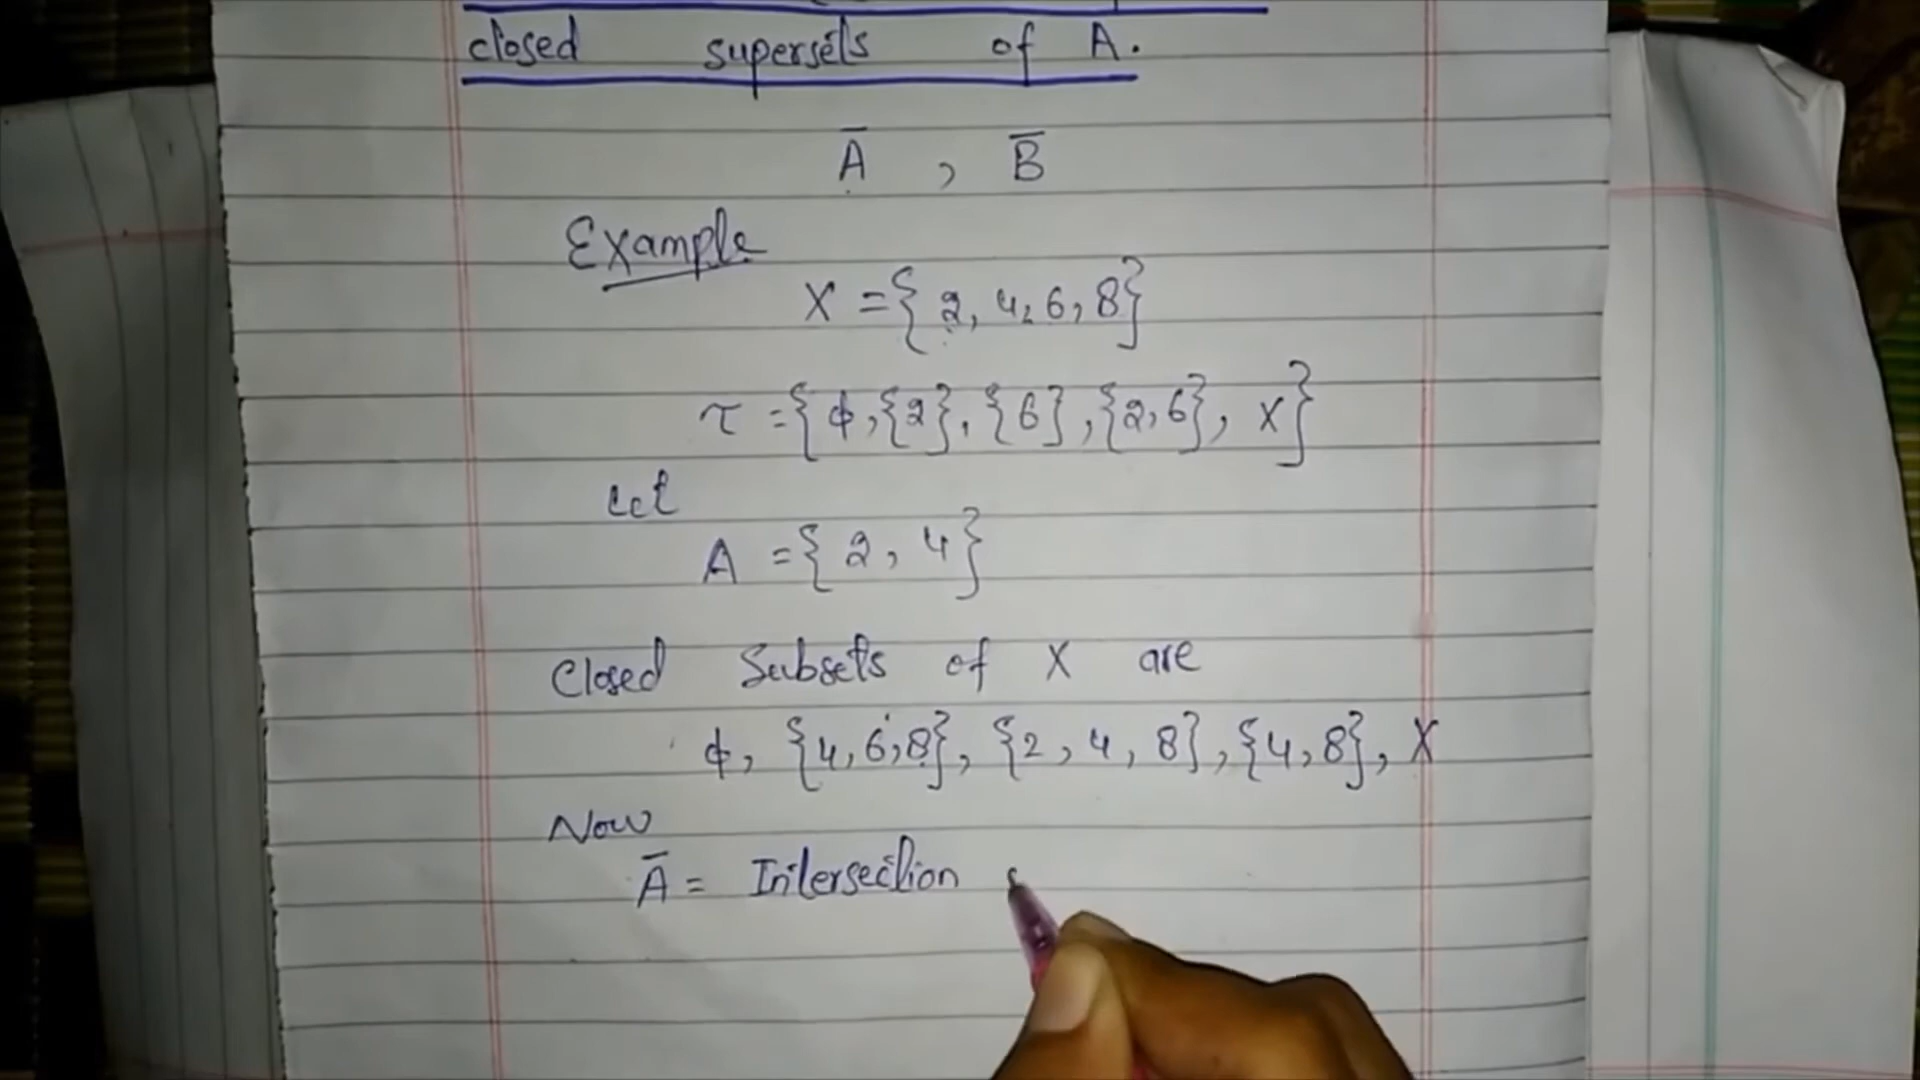 closed supersets of A.
Ā , B̄
Example
X = { 2, 4, 6, 8}
τ = {ϕ, {2}, {6}, {2, 6}, X}
Let
A = { 2, 4}
Closed Subsets of X are
ϕ, {4, 6, 8}, {2, 4, 8}, {4, 8}, X
Now
Ā = Intersection